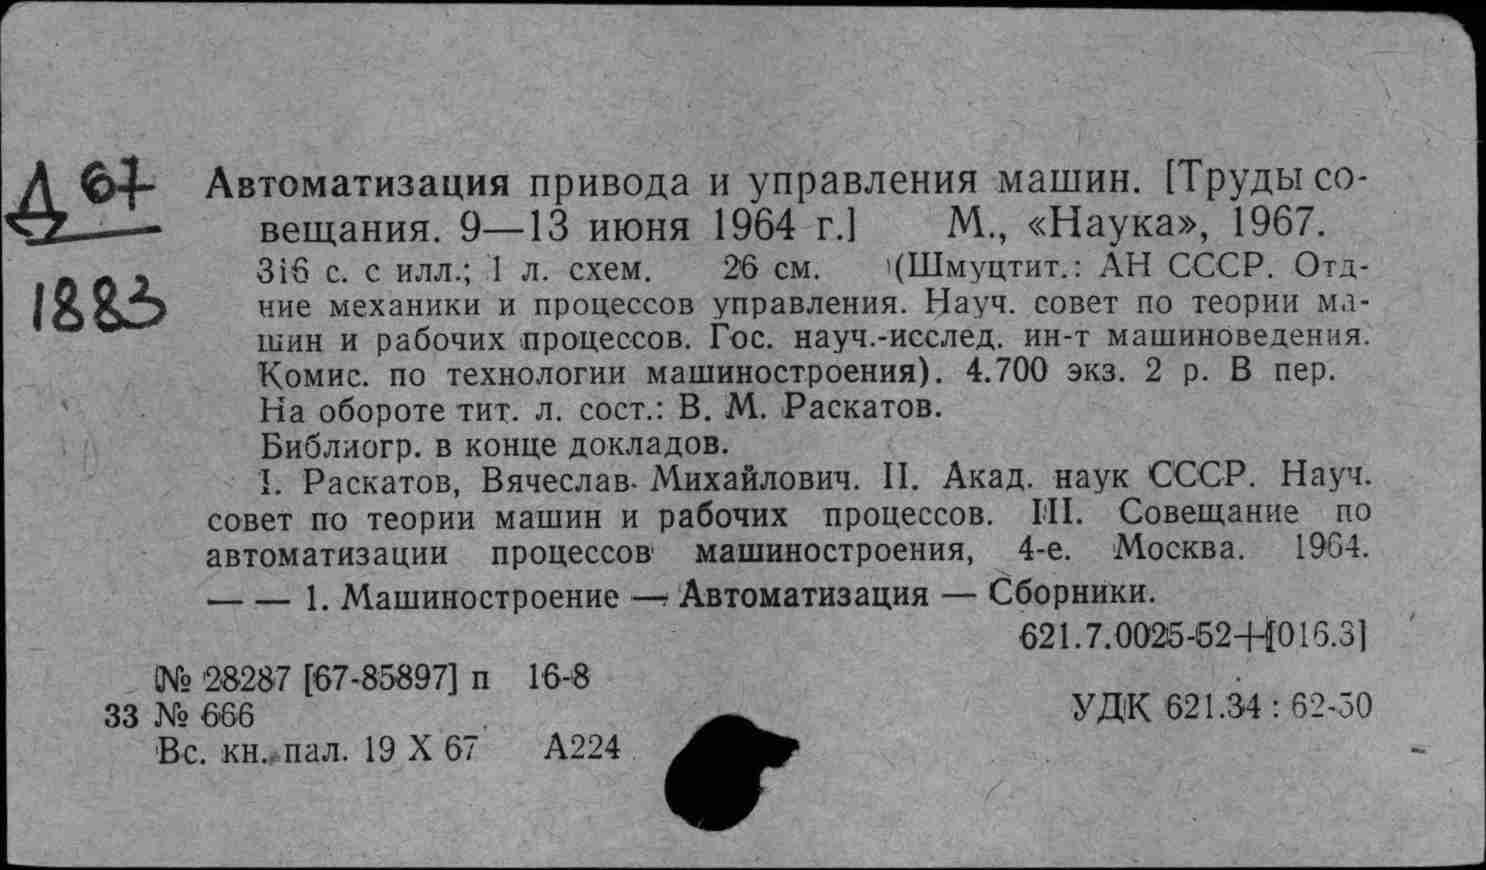 Д 67
1883
Автоматизация привода и управления машин. [Труды со-
вещания. 9—13 июня 1964 г.] М., «Наука», 1967.
316 с. с илл.; 1 л. схем. 26 см. (Шмуцтит.: АН СССР. Отд-
ние механики и процессов управления. Науч. совет по теории ма-
шин и рабочих процессов. Гос. науч.-исслед. ин-т машиноведения.
Комис. по технологии машиностроения). 4.700 экз. 2 р. В пер.
На обороте тит. л. сост.: В. М. Раскатов.
Библиогр. в конце докладов.
I. Раскатов, Вячеслав Михайлович. II. Акад. наук СССР. Науч.
совет по теории машин и рабочих процессов. III. Совещание по
автоматизации процессов машиностроения, 4-е. Москва. 1964.
— — 1. Машиностроение — Автоматизация — Сборники.
621.7.0025-52+[016.3]
[№ 28287 [67-85897] п 16-8
33 № 666
УДК 621.34 : 62-50
Вс. кн. пал. 19 X 67 А224